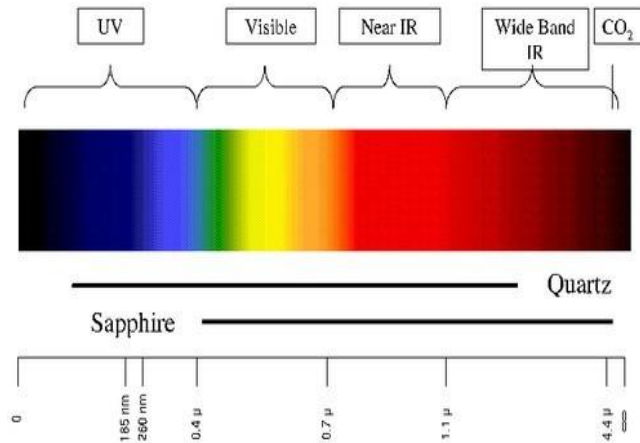 UV
Visible
Near IR
Wide Band
IR
CO₂
Quartz
Sapphire
0
185 nm
260 nm
0.4 µ
0.7 µ
1.1 µ
4.4 µ
∞